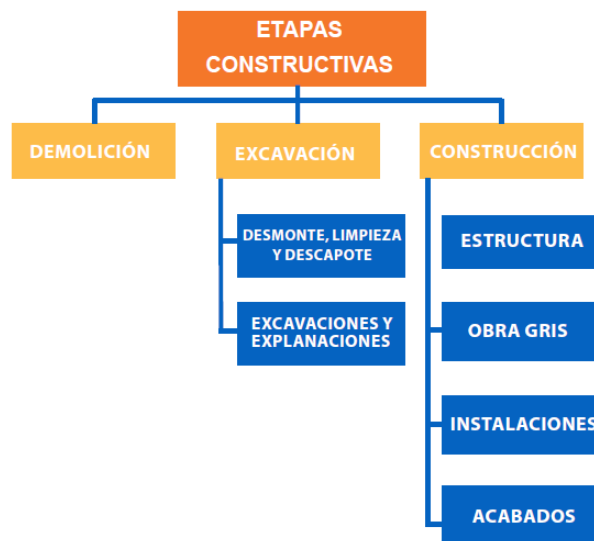 ETAPAS
CONSTRUCTIVAS
DEMOLICIÓN
EXCAVACIÓN
CONSTRUCCIÓN
DESMONTE, LIMPIEZA
Y DESCAPOTE
EXCAVACIONES Y
EXPLANACIONES
ESTRUCTURA
OBRA GRIS
INSTALACIONES
ACABADOS